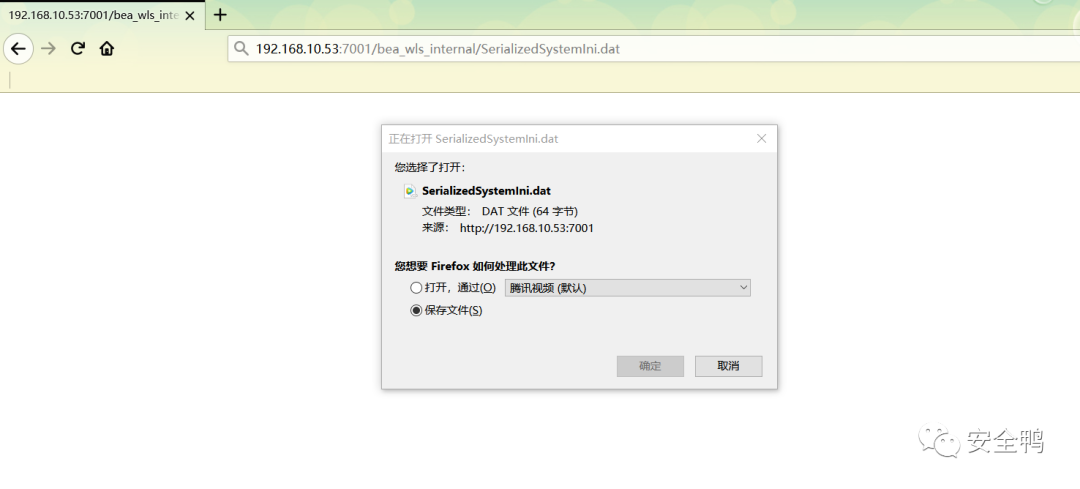 192.168.10.53:7001/bea_wls_inte
192.168.10.53:7001/bea_wls_internal/SerializedSystemIni.dat
正在打开 SerializedSystemIni.dat
您选择了打开:
SerializedSystemIni.dat
文件类型: DAT 文件 (64 字节)
来源: http://192.168.10.53:7001
您想要 Firefox 如何处理此文件?
打开，通过(O) 腾讯视频 (默认)
保存文件(S)
确定 取消
安全鸭